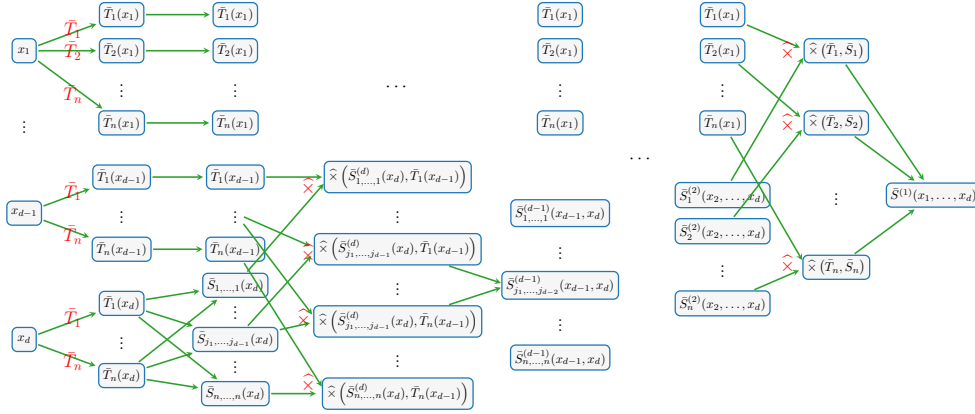 x_1
T̄_1
T̄_2
T̄_n
T̄_1(x_1)
T̄_2(x_1)
⋮
T̄_n(x_1)
T̄_1(x_1)
T̄_2(x_1)
⋮
T̄_n(x_1)
⋯
T̄_1(x_1)
T̄_2(x_1)
⋮
T̄_n(x_1)
⋮
x_{d-1}
T̄_1
T̄_n
T̄_1(x_{d-1})
⋮
T̄_n(x_{d-1})
T̄_1(x_{d-1})
⋮
T̄_n(x_{d-1})
x_d
T̄_1
T̄_n
T̄_1(x_d)
⋮
T̄_n(x_d)
S̄_{1,...,1}(x_d)
⋮
S̄_{j_1,...,j_{d-1}}(x_d)
⋮
S̄_{n,...,n}(x_d)
×̂
×̂
×̂
×̂
×̂ (S̄^{(d)}_{1,...,1}(x_d), T̄_1(x_{d-1}))
⋮
×̂ (S̄^{(d)}_{j_1,...,j_{d-1}}(x_d), T̄_1(x_{d-1}))
⋮
×̂ (S̄^{(d)}_{j_1,...,j_{d-1}}(x_d), T̄_n(x_{d-1}))
⋮
×̂ (S̄^{(d)}_{n,...,n}(x_d), T̄_n(x_{d-1}))
S̄^{(d-1)}_{1,...,1}(x_{d-1}, x_d)
⋮
S̄^{(d-1)}_{j_1,...,j_{d-2}}(x_{d-1}, x_d)
⋮
S̄^{(d-1)}_{n,...,n}(x_{d-1}, x_d)
⋯
T̄_1(x_1)
T̄_2(x_1)
⋮
T̄_n(x_1)
S̄^{(2)}_1(x_2, ..., x_d)
S̄^{(2)}_2(x_2, ..., x_d)
⋮
S̄^{(2)}_n(x_2, ..., x_d)
×̂
×̂
×̂
×̂ (T̄_1, S̄_1)
×̂ (T̄_2, S̄_2)
⋮
×̂ (T̄_n, S̄_n)
S̄^{(1)}(x_1, ..., x_d)